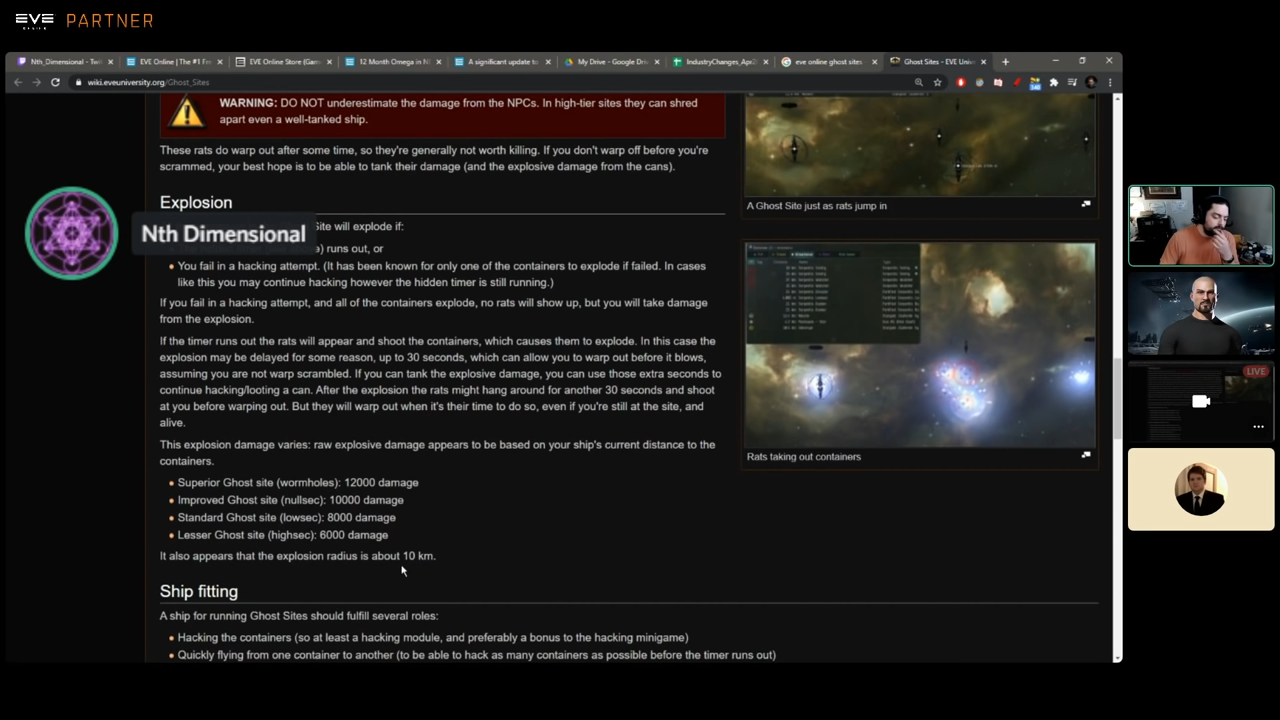 EVE PARTNER
ONLINE
Nth_Dimensional - Twi
EVE Online | The #1 Fre
EVE Online Store (Game
12 Month Omega in N
A significant update to
My Drive - Google Dri
IndustryChanges_Apr2
eve online ghost sites
Ghost Sites - EVE Univ
wiki.eveuniversity.org/Ghost_Sites
WARNING: DO NOT underestimate the damage from the NPCs. In high-tier sites they can shred
apart even a well-tanked ship.
These rats do warp out after some time, so they're generally not worth killing. If you don't warp off before you're
scrammed, your best hope is to be able to tank their damage (and the explosive damage from the cans).
A Ghost Site just as rats jump in
Explosion
Nth Dimensional
Site will explode if:
) runs out, or
You fail in a hacking attempt. (It has been known for only one of the containers to explode if failed. In cases
like this you may continue hacking however the hidden timer is still running.)
If you fail in a hacking attempt, and all of the containers explode, no rats will show up, but you will take damage
from the explosion.
If the timer runs out the rats will appear and shoot the containers, which causes them to explode. In this case the
explosion may be delayed for some reason, up to 30 seconds, which can allow you to warp out before it blows,
assuming you are not warp scrambled. If you can tank the explosive damage, you can use those extra seconds to
continue hacking/looting a can. After the explosion the rats might hang around for another 30 seconds and shoot
at you before warping out. But they will warp out when it's their time to do so, even if you're still at the site, and
alive.
This explosion damage varies: raw explosive damage appears to be based on your ship's current distance to the
containers.
Rats taking out containers
Superior Ghost site (wormholes): 12000 damage
Improved Ghost site (nullsec): 10000 damage
Standard Ghost site (lowsec): 8000 damage
Lesser Ghost site (highsec): 6000 damage
It also appears that the explosion radius is about 10 km.
Ship fitting
A ship for running Ghost Sites should fulfill several roles:
Hacking the containers (so at least a hacking module, and preferably a bonus to the hacking minigame)
Quickly flying from one container to another (to be able to hack as many containers as possible before the timer runs out)
LIVE